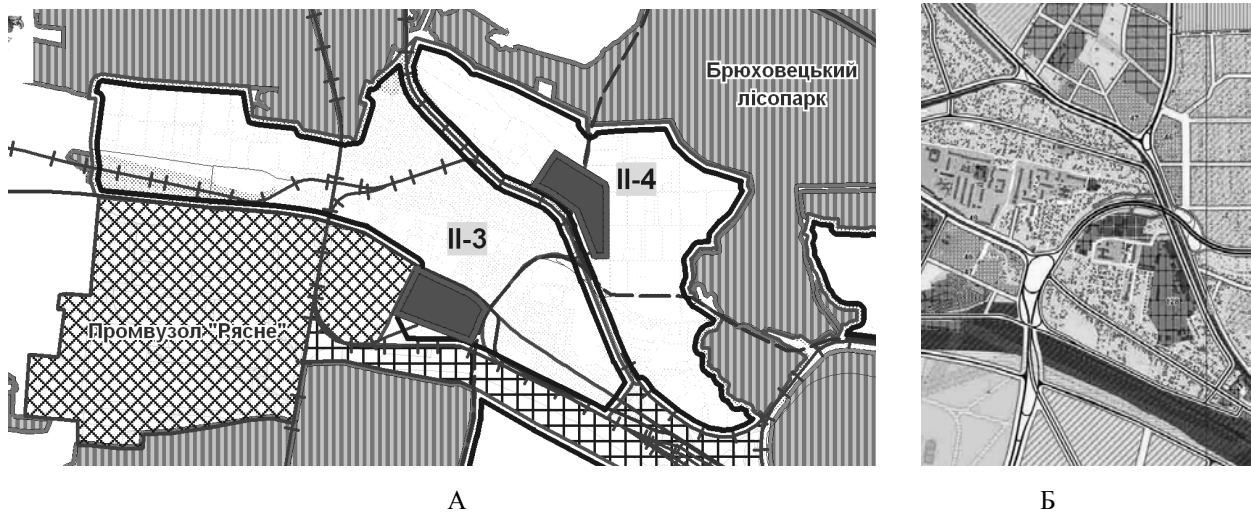 Брюховецький
лісопарк
II-4
II-3
Промвузол "Рясне"
А
Б